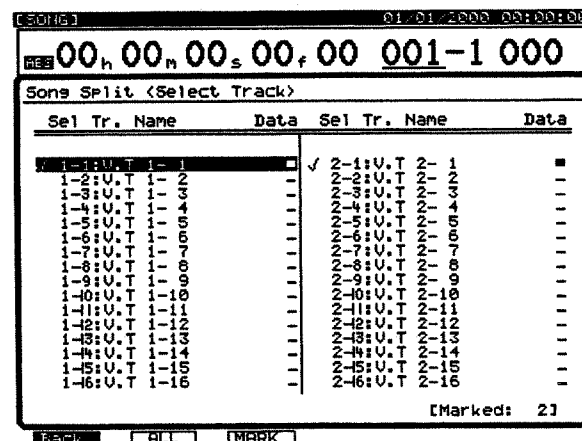 [SONG] 01/01/2000 00:00:00
00h 00m 00s 00f 00 001-1 000
Song Split <Select Track>
Sel Tr. Name Data Sel Tr. Name Data
✓ 1-1:V.T 1- 1 ✓ 2-1:V.T 2- 1
1-2:V.T 1- 2 – 2-2:V.T 2- 2 –
1-3:V.T 1- 3 – 2-3:V.T 2- 3 –
1-4:V.T 1- 4 – 2-4:V.T 2- 4 –
1-5:V.T 1- 5 – 2-5:V.T 2- 5 –
1-6:V.T 1- 6 – 2-6:V.T 2- 6 –
1-7:V.T 1- 7 – 2-7:V.T 2- 7 –
1-8:V.T 1- 8 – 2-8:V.T 2- 8 –
1-9:V.T 1- 9 – 2-9:V.T 2- 9 –
1-10:V.T 1-10 – 2-10:V.T 2-10 –
1-11:V.T 1-11 – 2-11:V.T 2-11 –
1-12:V.T 1-12 – 2-12:V.T 2-12 –
1-13:V.T 1-13 – 2-13:V.T 2-13 –
1-14:V.T 1-14 – 2-14:V.T 2-14 –
1-15:V.T 1-15 – 2-15:V.T 2-15 –
1-16:V.T 1-16 – 2-16:V.T 2-16 –
[Marked: 2]
ALL MARK